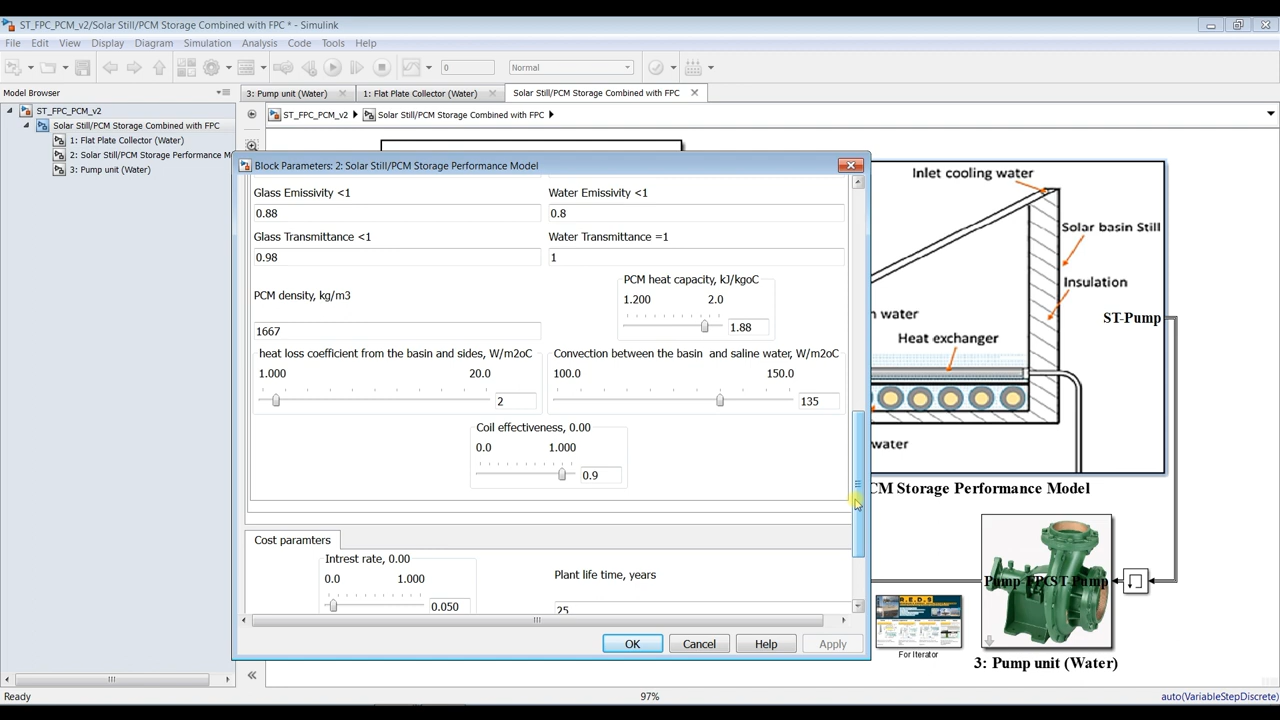 ST_FPC_PCM_v2/Solar Still/PCM Storage Combined with FPC * - Simulink
File Edit View Display Diagram Simulation Analysis Code Tools Help
0 Normal
Model Browser
3: Pump unit (Water) 1: Flat Plate Collector (Water) Solar Still/PCM Storage Combined with FPC
ST_FPC_PCM_v2
Solar Still/PCM Storage Combined with FPC
1: Flat Plate Collector (Water)
2: Solar Still/PCM Storage Performance M
3: Pump unit (Water)
ST_FPC_PCM_v2 Solar Still/PCM Storage Combined with FPC
Block Parameters: 2: Solar Still/PCM Storage Performance Model
Glass Emissivity <1 Water Emissivity <1
0.88 0.8
Glass Transmittance <1 Water Transmittance =1
0.98 1
PCM density, kg/m3 PCM heat capacity, kJ/kgoC
1.200 2.0
1667 1.88
heat loss coefficient from the basin and sides, W/m2oC Convection between the basin and saline water, W/m2oC
1.000 20.0 100.0 150.0
2 135
Coil effectiveness, 0.00
0.0 1.000
0.9
Cost paramters
Intrest rate, 0.00 Plant life time, years
0.0 1.000
0.050 25
OK Cancel Help Apply
Inlet cooling water
Solar basin Still
Insulation
n water
ST-Pump
Heat exchanger
water
CM Storage Performance Model
Pump-FPC ST-Pump
R.E.D.S
For Iterator
3: Pump unit (Water)
Ready 97% auto(VariableStepDiscrete)